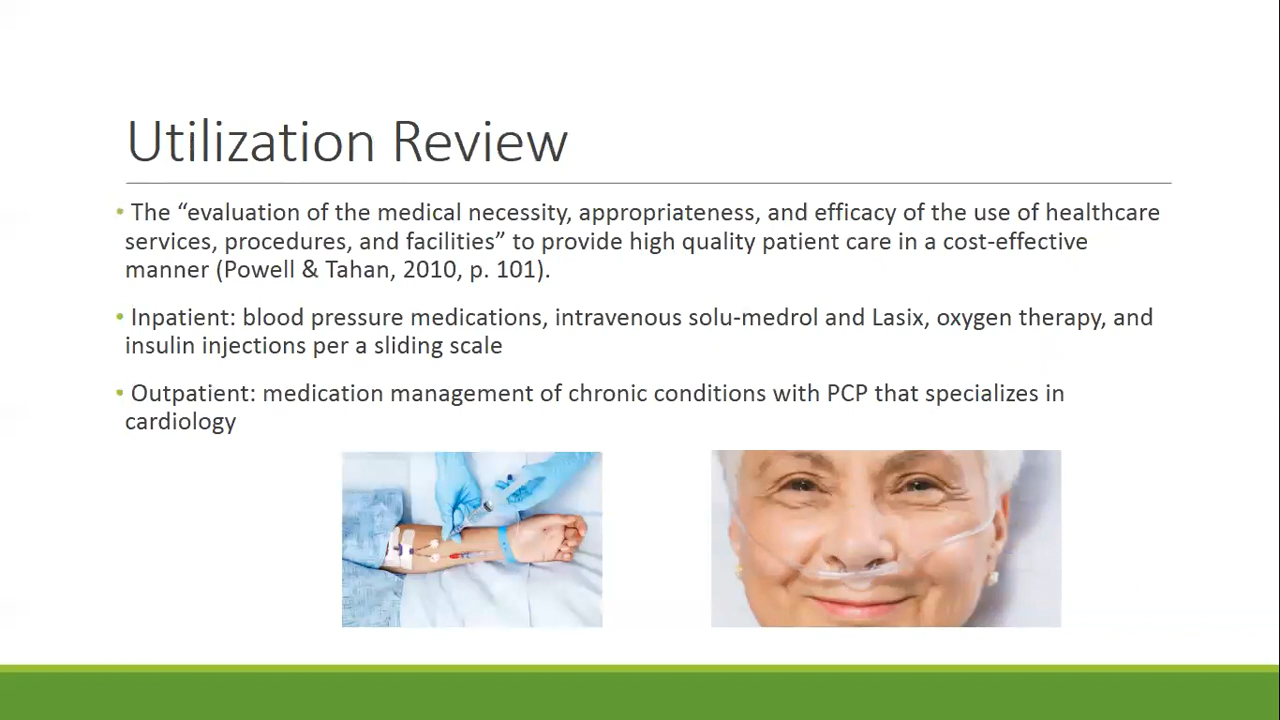 Utilization Review
• The “evaluation of the medical necessity, appropriateness, and efficacy of the use of healthcare
services, procedures, and facilities” to provide high quality patient care in a cost-effective
manner (Powell & Tahan, 2010, p. 101).
• Inpatient: blood pressure medications, intravenous solu-medrol and Lasix, oxygen therapy, and
insulin injections per a sliding scale
• Outpatient: medication management of chronic conditions with PCP that specializes in
cardiology